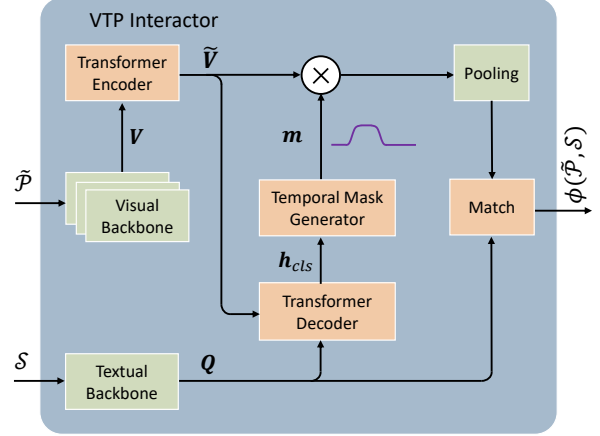 VTP Interactor
Transformer
Encoder
Ṽ
Pooling
V
m
P̃
Visual
Backbone
Temporal Mask
Generator
Match
ϕ(P̃, S)
h_cls
Transformer
Decoder
S
Textual
Backbone
Q